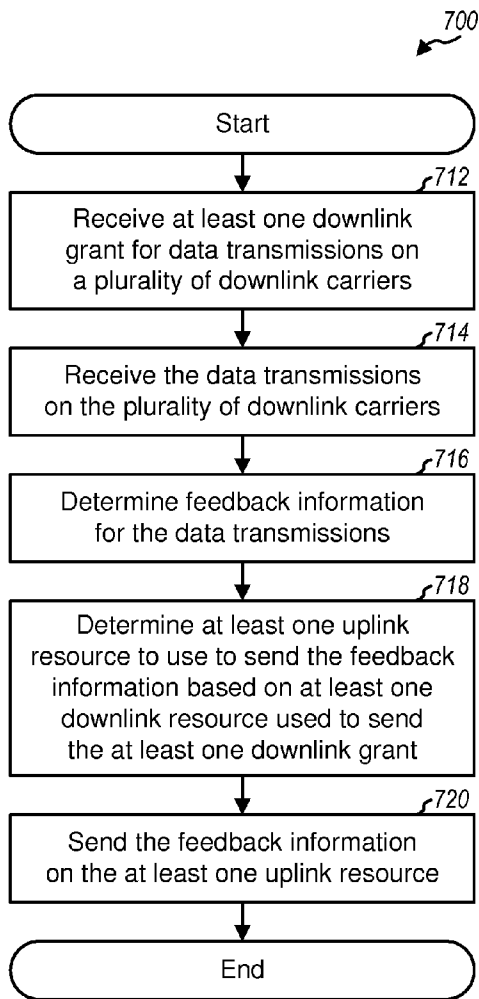 700
Start
712
Receive at least one downlink
grant for data transmissions on
a plurality of downlink carriers
714
Receive the data transmissions
on the plurality of downlink carriers
716
Determine feedback information
for the data transmissions
718
Determine at least one uplink
resource to use to send the feedback
information based on at least one
downlink resource used to send
the at least one downlink grant
720
Send the feedback information
on the at least one uplink resource
End